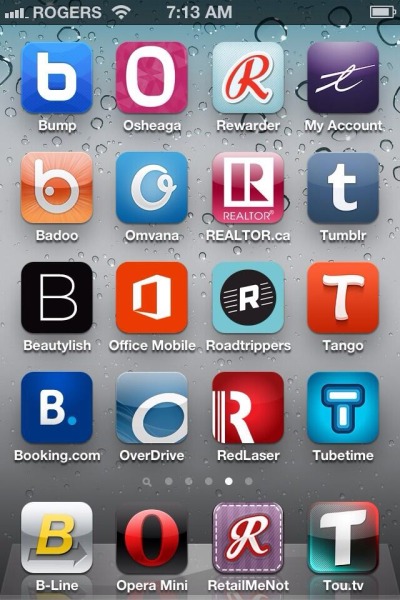 ROGERS 7:13 AM
b O R t
Bump Osheaga Rewarder My Account
b O R t
REALTOR®
Badoo Omvana REALTOR.ca Tumblr
B O R T
Beautylish Office Mobile Roadtrippers Tango
B. O R T
Booking.com OverDrive RedLaser Tubetime
B O R T
B-Line Opera Mini RetailMeNot Tou.tv